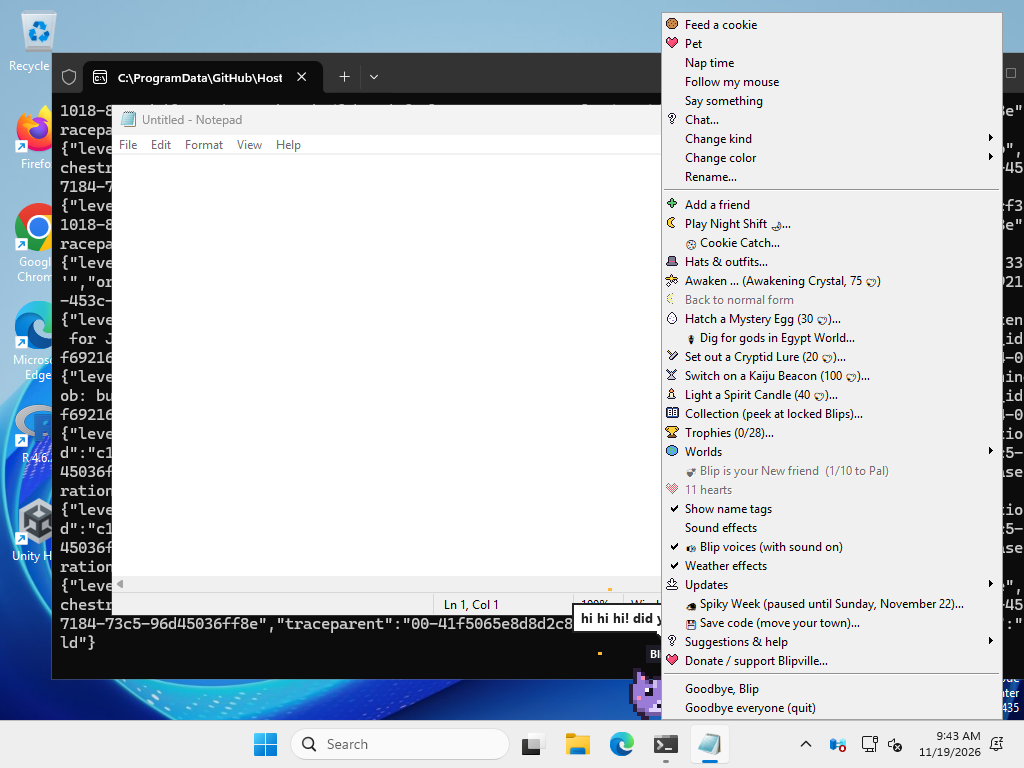 Recycle
Firefo
Googl
Chrom
Micros
Edge
R 4.6.
Unity H
C:\ProgramData\GitHub\Host
Untitled - Notepad
File Edit Format View Help
1018-8
racepa
{"leve
chestr
7184-7
{"leve
1018-8
racepa
{"leve
'","or
-453c-
{"leve
for J
f69216
{"leve
ob: bu
f69216
{"leve
d":"c1
45036f
ration
{"leve
d":"c1
45036f
ration
{"leve
chestr
7184-73c5-96d45036ff8e","traceparent":"00-41f5065e8d8d2c8
ld"}
Ln 1, Col 1
100%
hi hi hi! did y
Bl
Feed a cookie
Pet
Nap time
Follow my mouse
Say something
Chat...
Change kind
Change color
Rename...
Add a friend
Play Night Shift ...
Cookie Catch...
Hats & outfits...
Awaken ... (Awakening Crystal, 75 )
Back to normal form
Hatch a Mystery Egg (30 )...
Dig for gods in Egypt World...
Set out a Cryptid Lure (20 )...
Switch on a Kaiju Beacon (100 )...
Light a Spirit Candle (40 )...
Collection (peek at locked Blips)...
Trophies (0/28)...
Worlds
Blip is your New friend (1/10 to Pal)
11 hearts
Show name tags
Sound effects
Blip voices (with sound on)
Weather effects
Updates
Spiky Week (paused until Sunday, November 22)...
Save code (move your town)...
Suggestions & help
Donate / support Blipville...
Goodbye, Blip
Goodbye everyone (quit)
Search
9:43 AM
11/19/2026